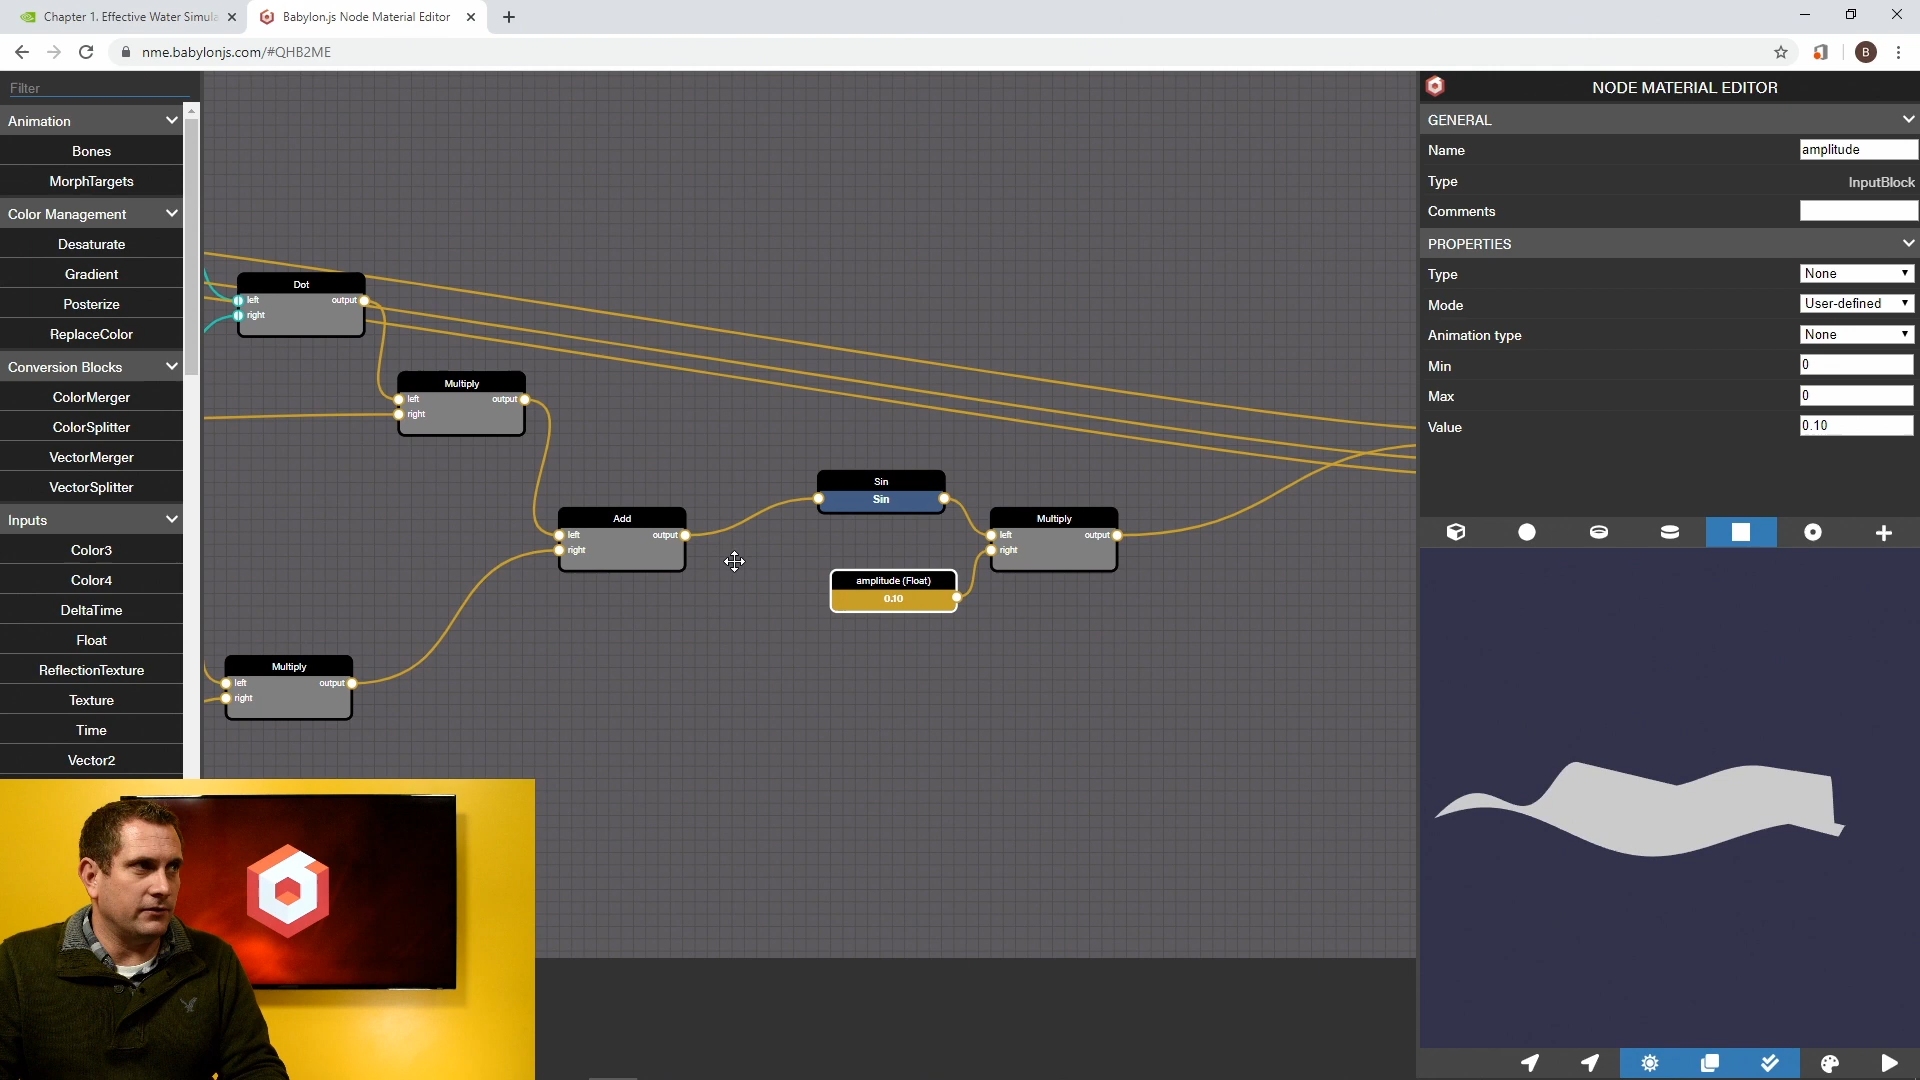 Chapter 1. Effective Water Simula
Babylon.js Node Material Editor
nme.babylonjs.com/#QHB2ME
B
Filter
Animation
Bones
MorphTargets
Color Management
Desaturate
Gradient
Posterize
ReplaceColor
Conversion Blocks
ColorMerger
ColorSplitter
VectorMerger
VectorSplitter
Inputs
Color3
Color4
DeltaTime
Float
ReflectionTexture
Texture
Time
Vector2
Dot
left output
right
Multiply
left output
right
Add
left output
right
Sin
Sin
Multiply
left output
right
amplitude (Float)
0.10
Multiply
left output
right
NODE MATERIAL EDITOR
GENERAL
Name amplitude
Type InputBlock
Comments
PROPERTIES
Type None
Mode User-defined
Animation type None
Min 0
Max 0
Value 0.10